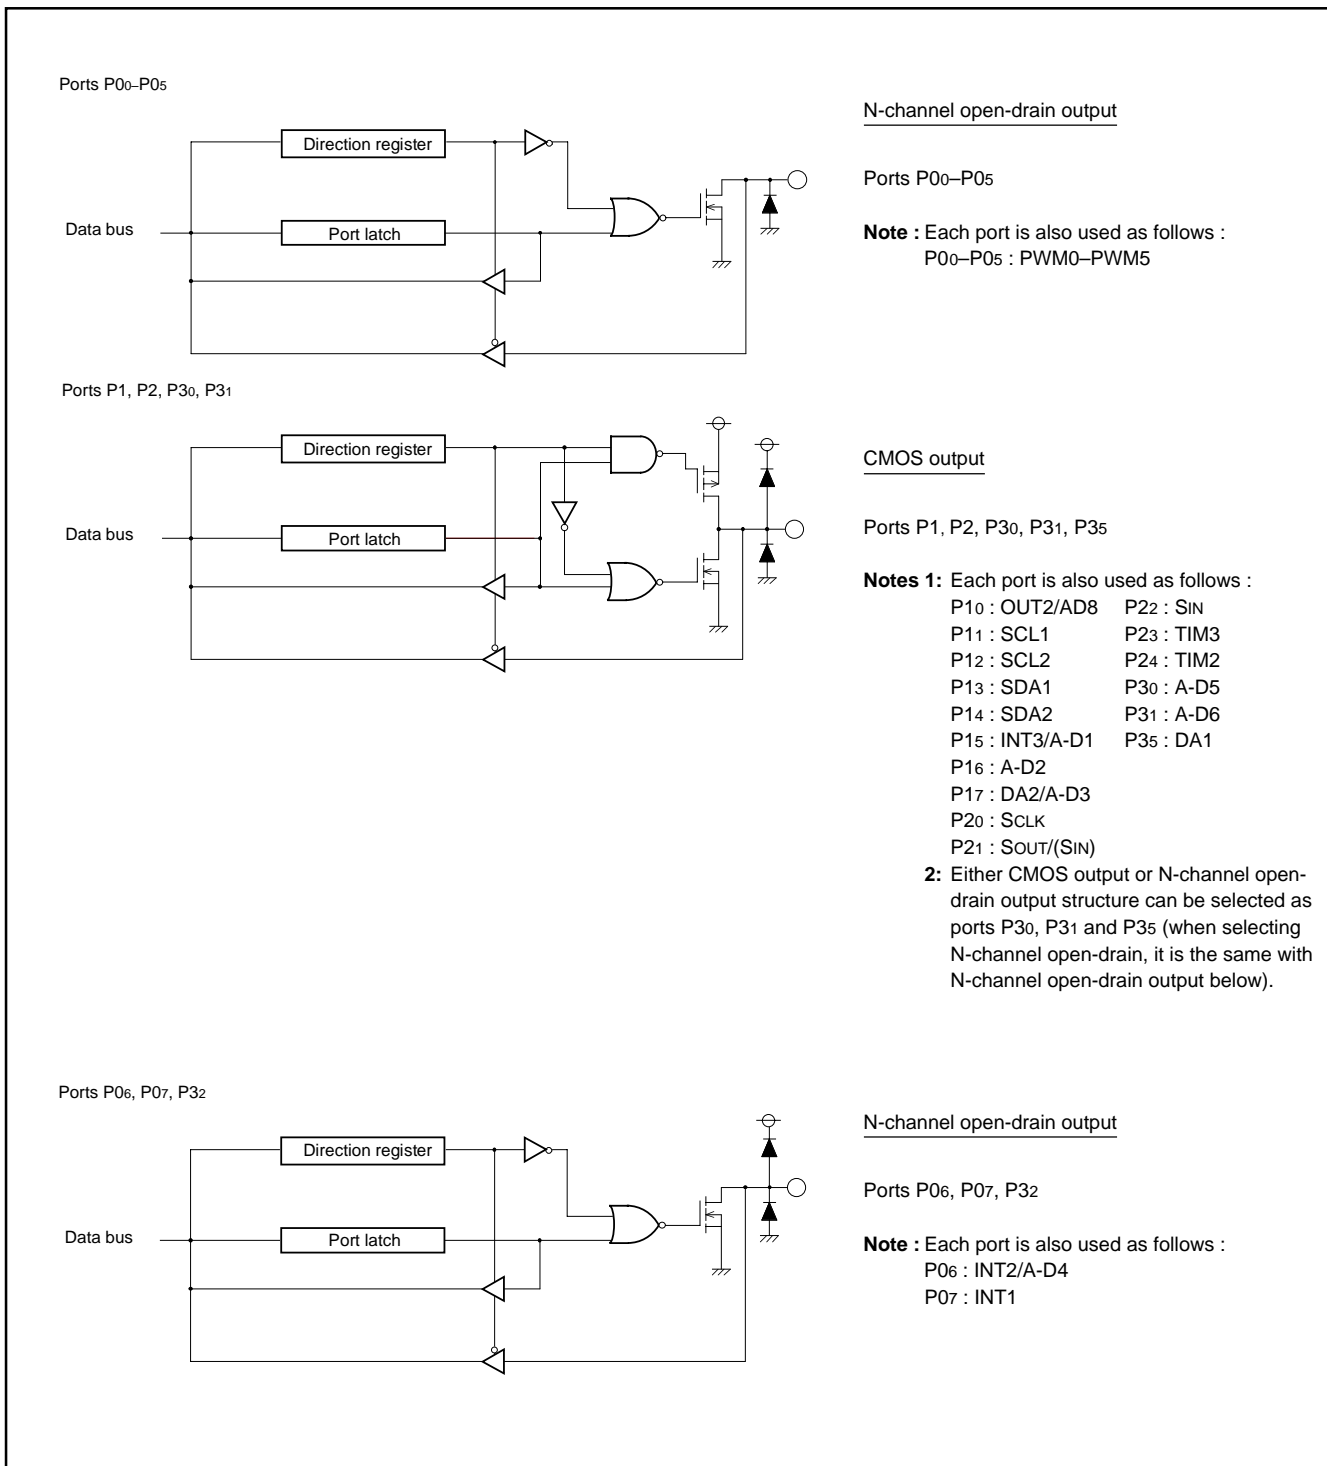 Ports P00–P05
Direction register
Data bus
Port latch
N-channel open-drain output
Ports P00–P05
Note : Each port is also used as follows :
P00–P05 : PWM0–PWM5
Ports P1, P2, P30, P31
Direction register
Data bus
Port latch
CMOS output
Ports P1, P2, P30, P31, P35
Notes 1: Each port is also used as follows :
P10 : OUT2/AD8 P22 : SIN
P11 : SCL1 P23 : TIM3
P12 : SCL2 P24 : TIM2
P13 : SDA1 P30 : A-D5
P14 : SDA2 P31 : A-D6
P15 : INT3/A-D1 P35 : DA1
P16 : A-D2
P17 : DA2/A-D3
P20 : SCLK
P21 : SOUT/(SIN)
2: Either CMOS output or N-channel open-
drain output structure can be selected as
ports P30, P31 and P35 (when selecting
N-channel open-drain, it is the same with
N-channel open-drain output below).
Ports P06, P07, P32
Direction register
Data bus
Port latch
N-channel open-drain output
Ports P06, P07, P32
Note : Each port is also used as follows :
P06 : INT2/A-D4
P07 : INT1